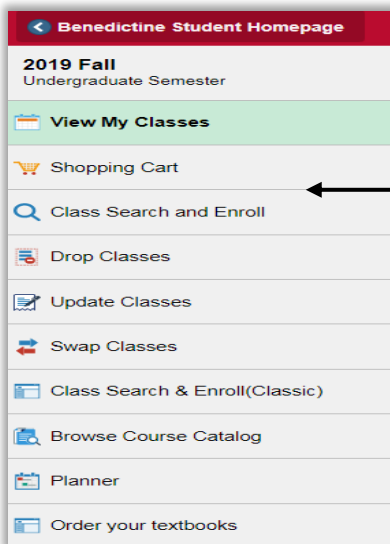 Benedictine Student Homepage
2019 Fall
Undergraduate Semester
View My Classes
Shopping Cart
Class Search and Enroll
Drop Classes
Update Classes
Swap Classes
Class Search & Enroll(Classic)
Browse Course Catalog
Planner
Order your textbooks